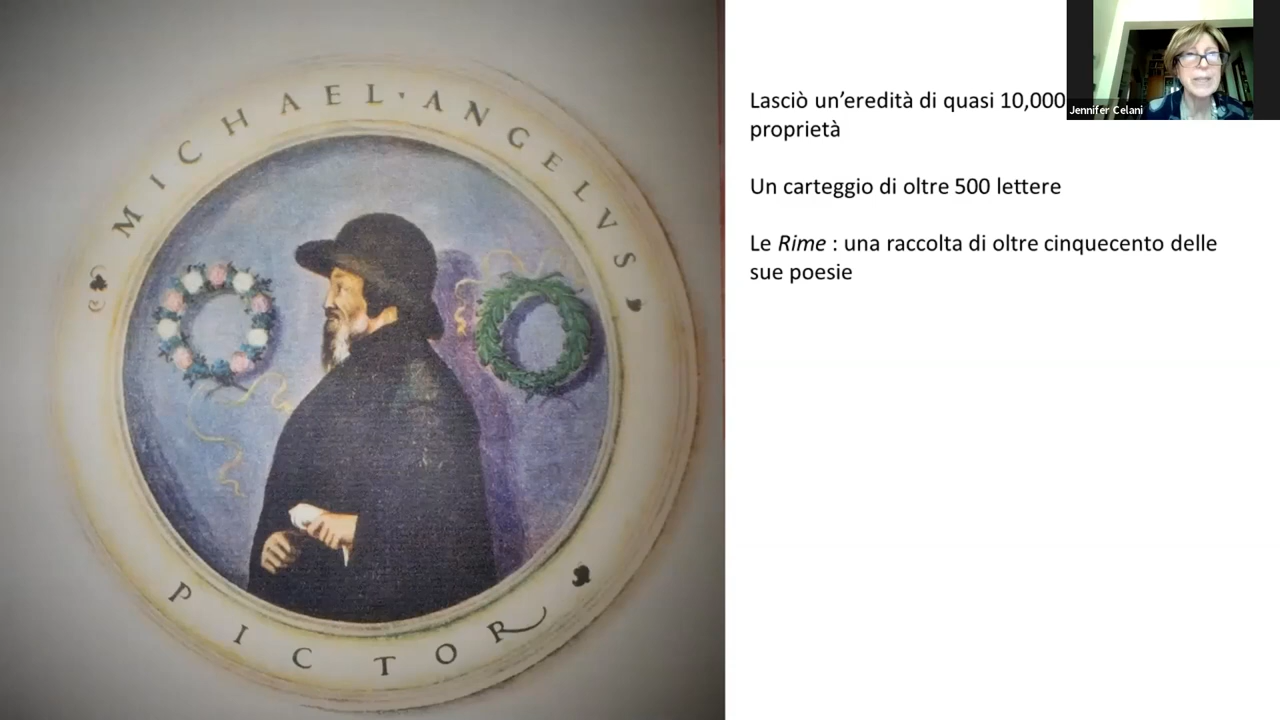 MICHAEL · ANGELVS
PICTOR
Lasciò un’eredità di quasi 10,000
proprietà
Un carteggio di oltre 500 lettere
Le Rime : una raccolta di oltre cinquecento delle
sue poesie
Jennifer Celani